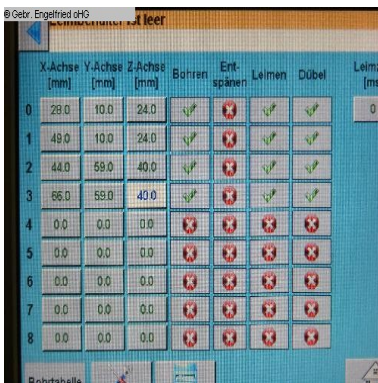 © Gebr. Engelfried oHG
Leimbehälter ist leer
X-Achse Y-Achse Z-Achse Bohren Ent- Leimen Dübel
[mm] [mm] [mm] spänen
0 28.0 10.0 24.0 0
1 49.0 10.0 24.0
2 44.0 59.0 40.0
3 66.0 59.0 40.0
4 0.0 0.0 0.0
5 0.0 0.0 0.0
6 0.0 0.0 0.0
7 0.0 0.0 0.0
8 0.0 0.0 0.0
Bohrtabelle